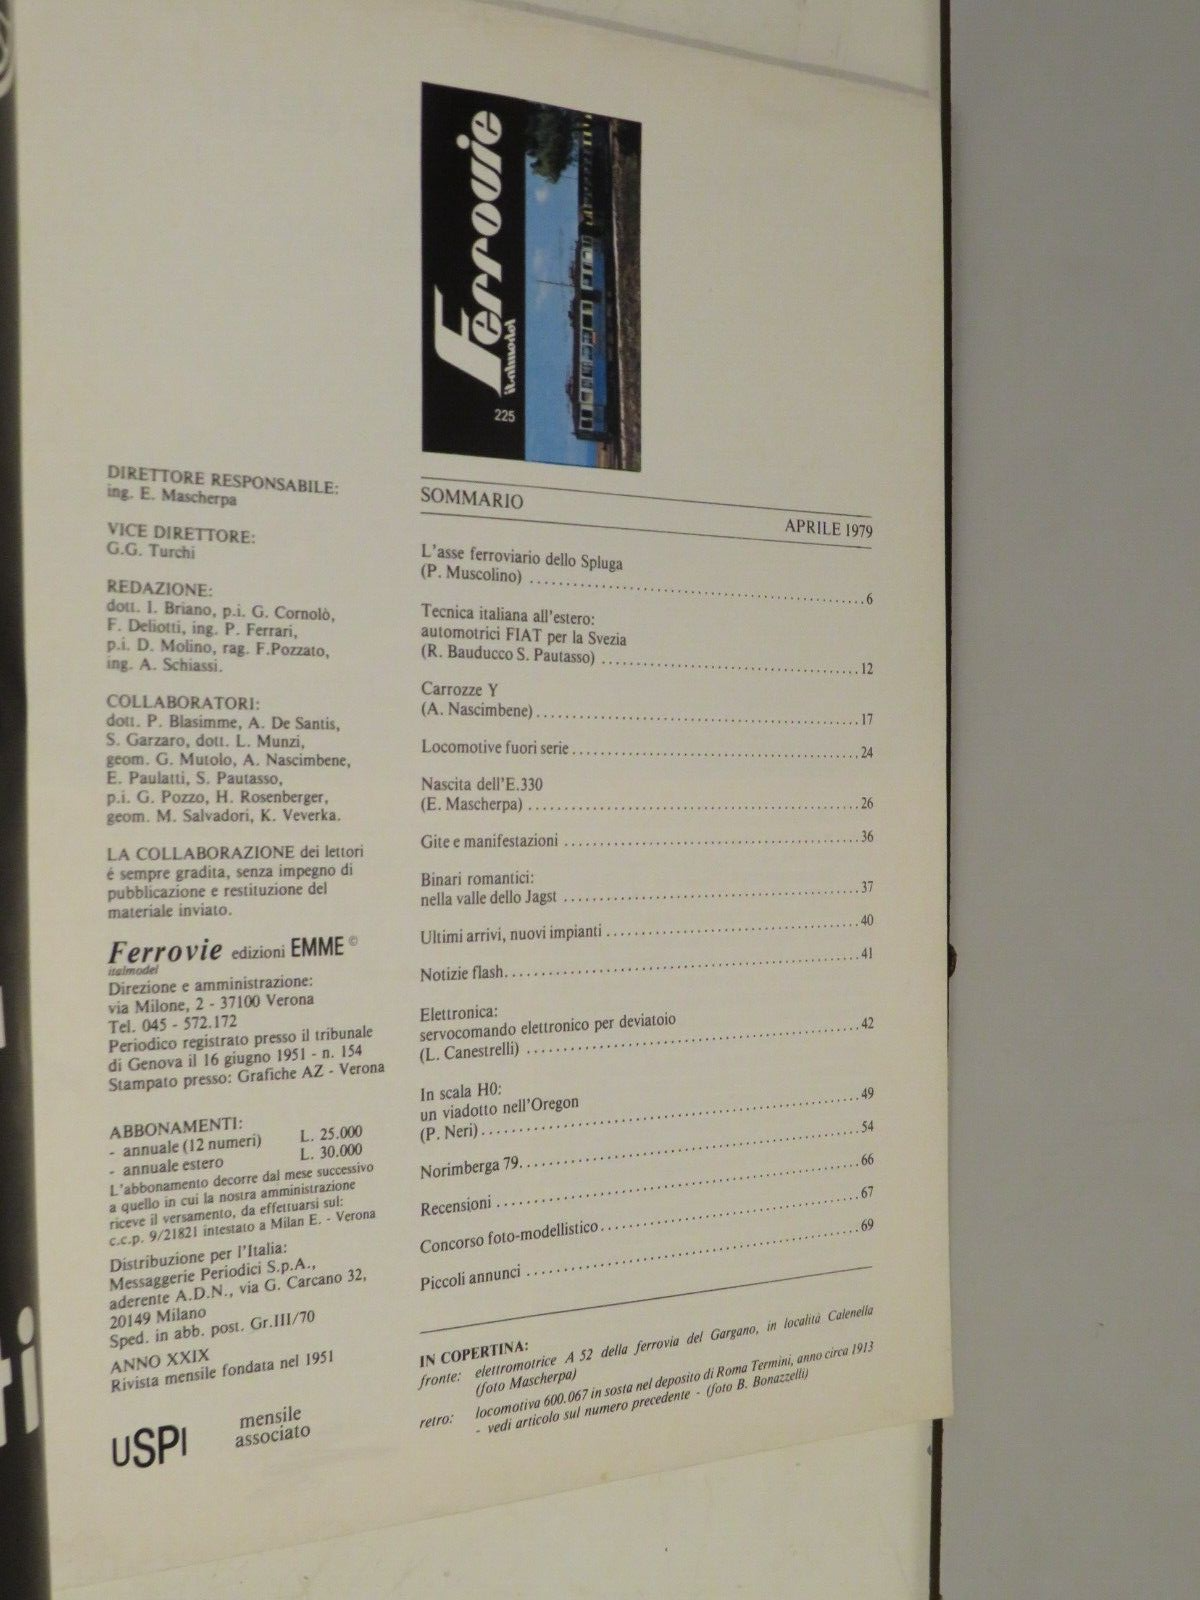 Ferrovie
italmodel
225
DIRETTORE RESPONSABILE:
ing. E. Mascherpa
VICE DIRETTORE:
G.G. Turchi
REDAZIONE:
dott. I. Briano, p.i. G. Cornolò,
F. Deliotti, ing. P. Ferrari,
p.i. D. Molino, rag. F.Pozzato,
ing. A. Schiassi.
COLLABORATORI:
dott. P. Blasimme, A. De Santis,
S. Garzaro, dott. L. Munzi,
geom. G. Mutolo, A. Nascimbene,
E. Paulatti, S. Pautasso,
p.i. G. Pozzo, H. Rosenberger,
geom. M. Salvadori, K. Veverka.
LA COLLABORAZIONE dei lettori
é sempre gradita, senza impegno di
pubblicazione e restituzione del
materiale inviato.
Ferrovie edizioni EMME ©
italmodel
Direzione e amministrazione:
via Milone, 2 - 37100 Verona
Tel. 045 - 572.172
Periodico registrato presso il tribunale
di Genova il 16 giugno 1951 - n. 154
Stampato presso: Grafiche AZ - Verona
ABBONAMENTI:
- annuale (12 numeri) L. 25.000
- annuale estero L. 30.000
L'abbonamento decorre dal mese successivo
a quello in cui la nostra amministrazione
riceve il versamento, da effettuarsi sul:
c.c.p. 9/21821 intestato a Milan E. - Verona
Distribuzione per l'Italia:
Messaggerie Periodici S.p.A.,
aderente A.D.N., via G. Carcano 32,
20149 Milano
Sped. in abb. post. Gr.III/70
ANNO XXIX
Rivista mensile fondata nel 1951
USPI mensile
associato
SOMMARIO
APRILE 1979
L'asse ferroviario dello Spluga
(P. Muscolino) ........ 6
Tecnica italiana all'estero:
automotrici FIAT per la Svezia
(R. Bauducco S. Pautasso) ........ 12
Carrozze Y
(A. Nascimbene) ........ 17
Locomotive fuori serie ........ 24
Nascita dell'E.330
(E. Mascherpa) ........ 26
Gite e manifestazioni ........ 36
Binari romantici:
nella valle dello Jagst ........ 37
Ultimi arrivi, nuovi impianti ........ 40
Notizie flash ........ 41
Elettronica:
servocomando elettronico per deviatoio
(L. Canestrelli) ........ 42
In scala H0:
un viadotto nell'Oregon
(P. Neri) ........ 49
Norimberga 79 ........ 54
Recensioni ........ 66
Concorso foto-modellistico ........ 67
Piccoli annunci ........ 69
IN COPERTINA:
fronte: elettromotrice A 52 della ferrovia del Gargano, in località Calenella
(foto Mascherpa)
retro: locomotiva 600.067 in sosta nel deposito di Roma Termini, anno circa 1913
- vedi articolo sul numero precedente - (foto B. Bonazzelli)